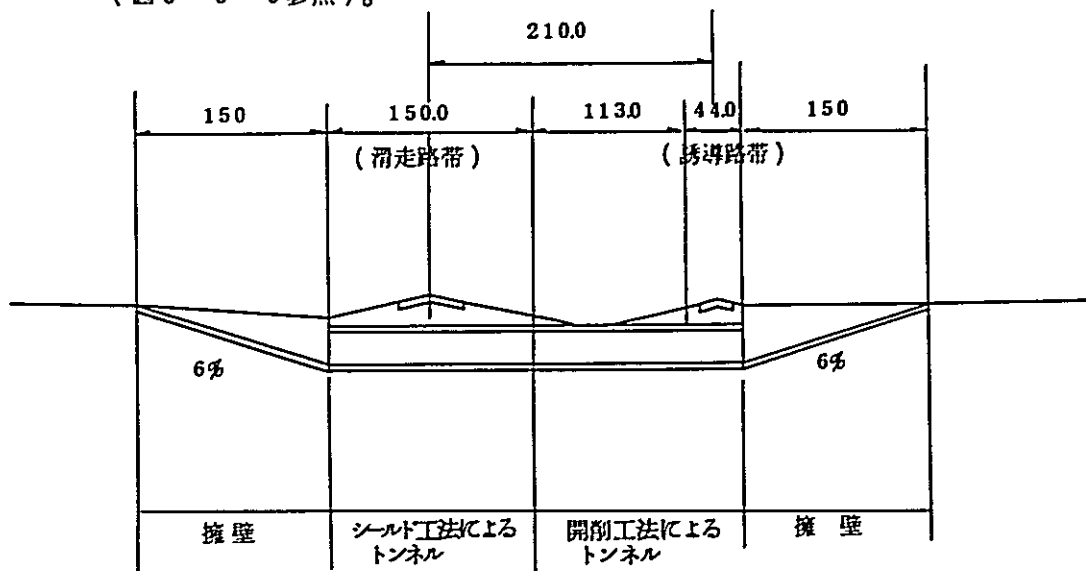 210.0
150 150.0 113.0 44.0 150
(滑走路帯) (誘導路帯)
6% 6%
擁壁 シールド工法による 開削工法による 擁壁
トンネル トンネル